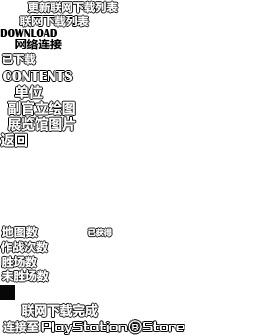 更新联网下载列表
联网下载列表
DOWNLOAD
网络连接
已下载
CONTENTS
单位
副官立绘图
展览馆图片
返回
地图数 已获得
作战次数
胜场数
未胜场数
联网下载完成
连接至PlayStation®Store